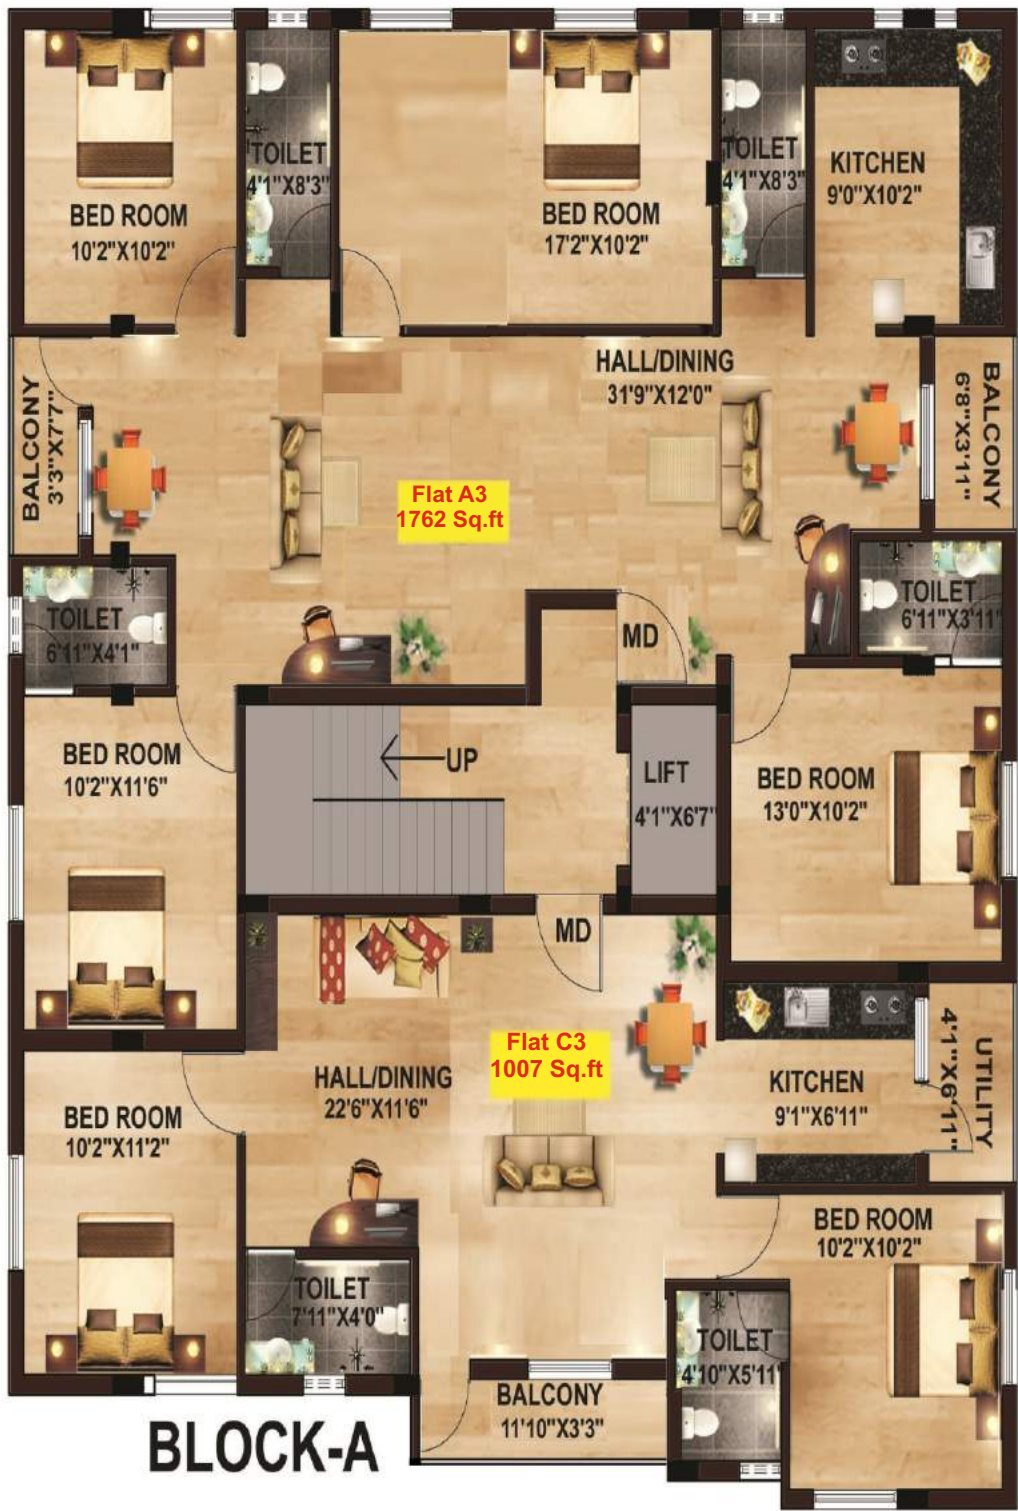 TOILET
4'1"X8'3"
BED ROOM
10'2"X10'2"
BED ROOM
17'2"X10'2"
TOILET
4'1"X8'3"
KITCHEN
9'0"X10'2"
HALL/DINING
31'9"X12'0"
BALCONY
3'3"X7'7"
BALCONY
6'8"X3'11"
Flat A3
1762 Sq.ft
TOILET
6'11"X4'1"
TOILET
6'11"X3'11"
MD
BED ROOM
10'2"X11'6"
UP
LIFT
4'1"X6'7"
BED ROOM
13'0"X10'2"
MD
Flat C3
1007 Sq.ft
HALL/DINING
22'6"X11'6"
KITCHEN
9'1"X6'11"
UTILITY
4'1"X6'11"
BED ROOM
10'2"X11'2"
BED ROOM
10'2"X10'2"
TOILET
7'11"X4'0"
TOILET
4'10"X5'11"
BALCONY
11'10"X3'3"
BLOCK-A